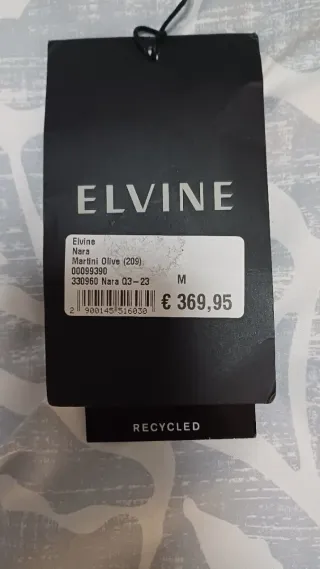 ELVINE
Elvine
Nara
Martini Olive (209)
00099390
330960 Nara Q3-23 M
2 900145 516030
€ 369,95
RECYCLED